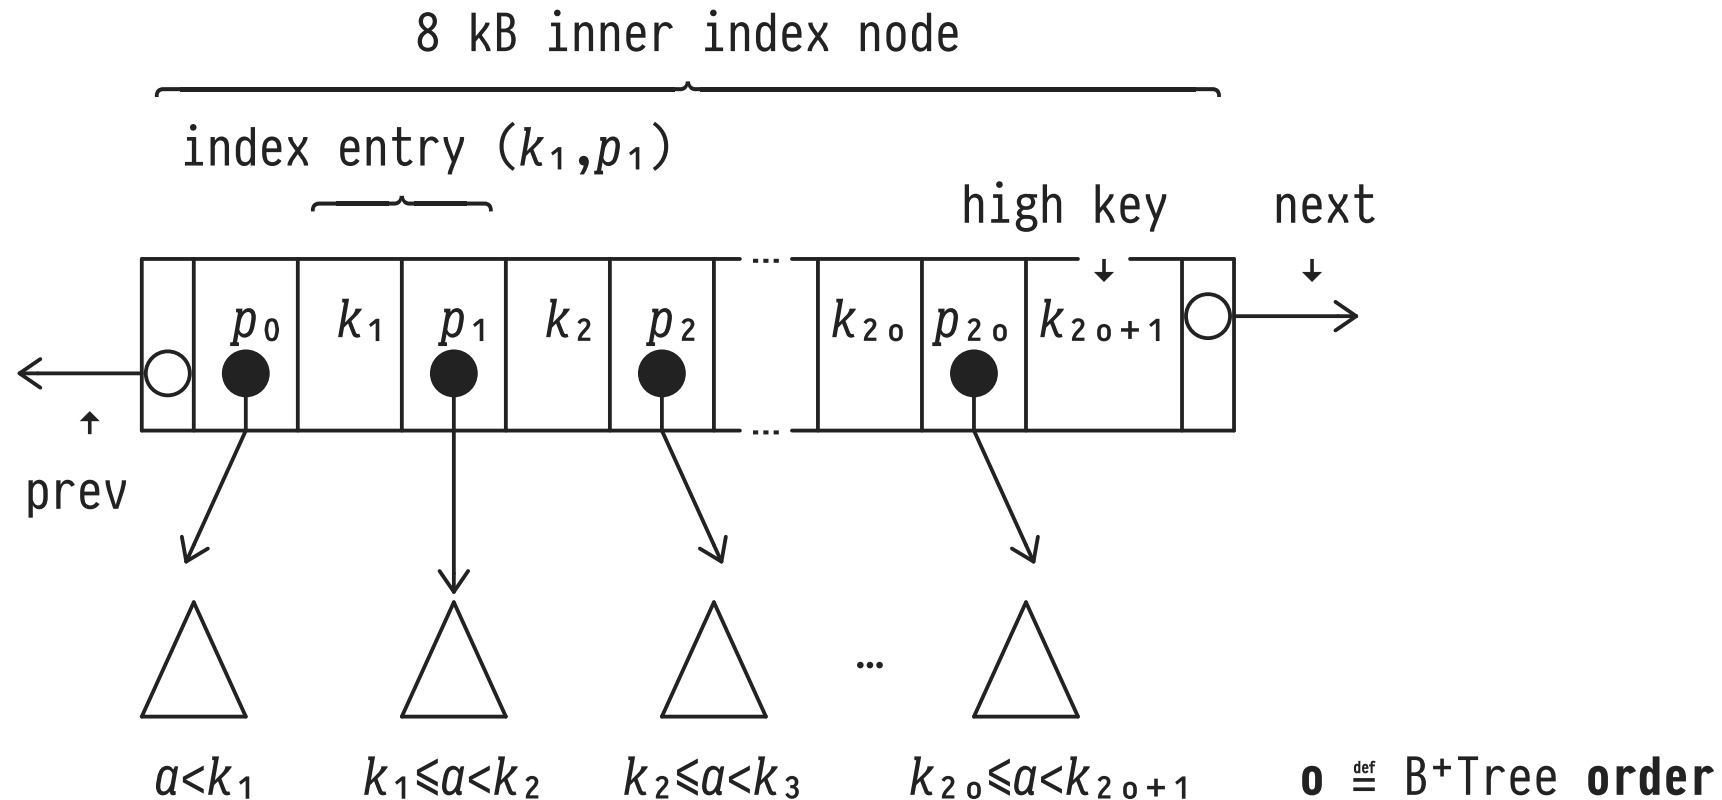 8 kB inner index node
index entry (k₁,p₁)
high key
next
...
p₀ k₁ p₁ k₂ p₂ k₂ₒ p₂ₒ k₂ₒ₊₁
...
prev
...
a<k₁ k₁⩽a<k₂ k₂⩽a<k₃ k₂ₒ⩽a<k₂ₒ₊₁ o ≝ B⁺Tree order